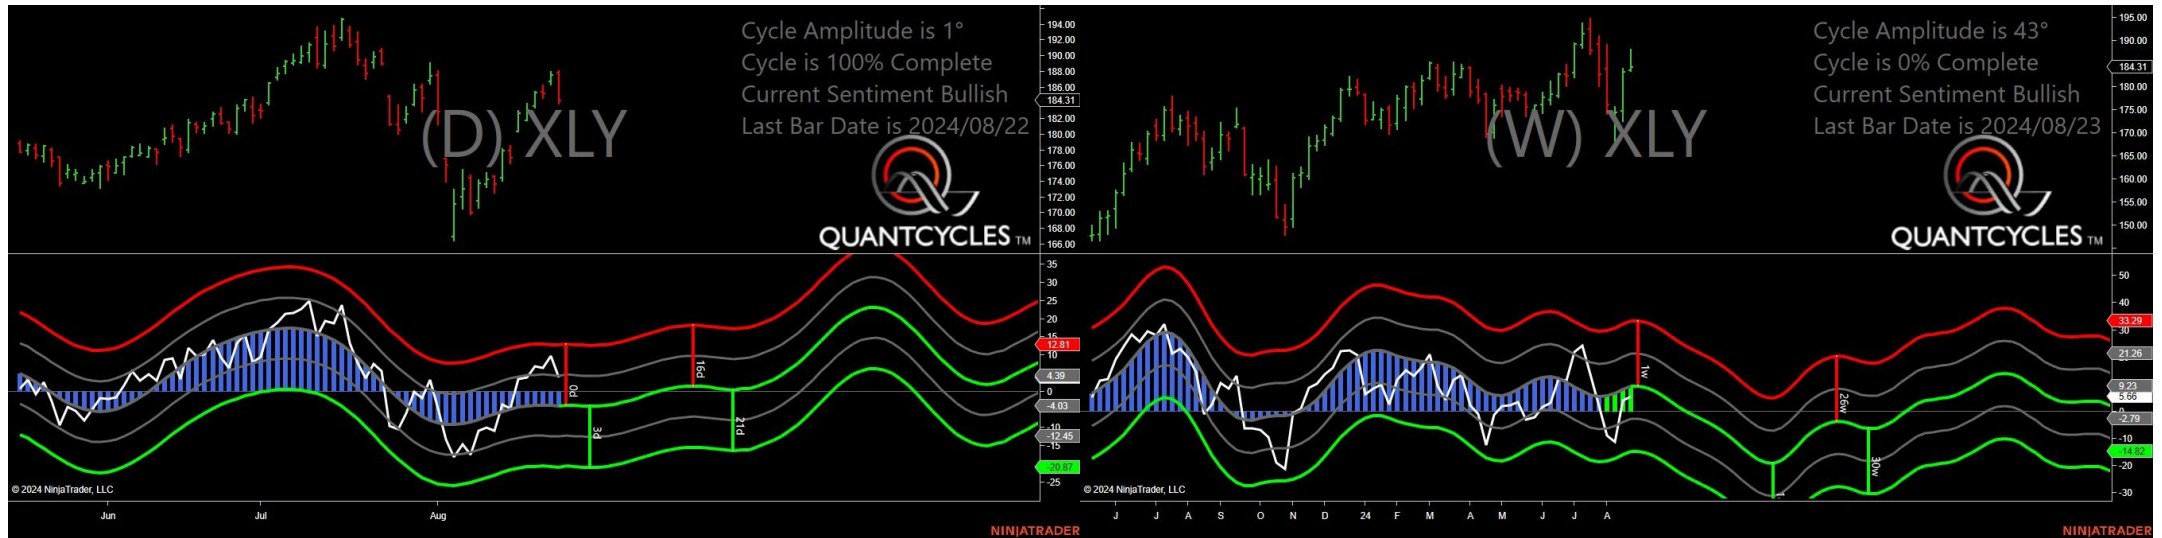 Cycle Amplitude is 1°
Cycle is 100% Complete
Current Sentiment Bullish
Last Bar Date is 2024/08/22
(D) XLY
QUANTCYCLES TM
194.00
192.00
190.00
188.00
186.00
184.31
182.00
180.00
178.00
176.00
174.00
172.00
170.00
168.00
166.00
35
30
25
20
15
12.81
10
4.39
0
-4.03
-10
-12.45
-15
-20.87
-25
0d
3d
16d
21d
© 2024 NinjaTrader, LLC
Jun
Jul
Aug
NINJATRADER
Cycle Amplitude is 43°
Cycle is 0% Complete
Current Sentiment Bullish
Last Bar Date is 2024/08/23
(W) XLY
QUANTCYCLES TM
195.00
190.00
184.31
180.00
175.00
170.00
165.00
160.00
155.00
150.00
50
40
33.29
30
21.26
9.23
5.66
-2.79
-10
-14.82
-20
-30
1w
26w
30w
© 2024 NinjaTrader, LLC
J
J
A
S
O
N
D
24
F
M
A
M
J
J
A
NINJATRADER